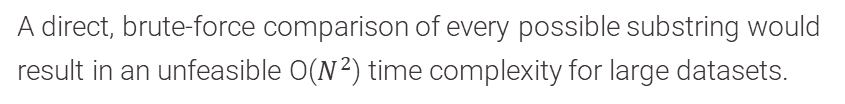 A direct, brute-force comparison of every possible substring would
result in an unfeasible O(N²) time complexity for large datasets.